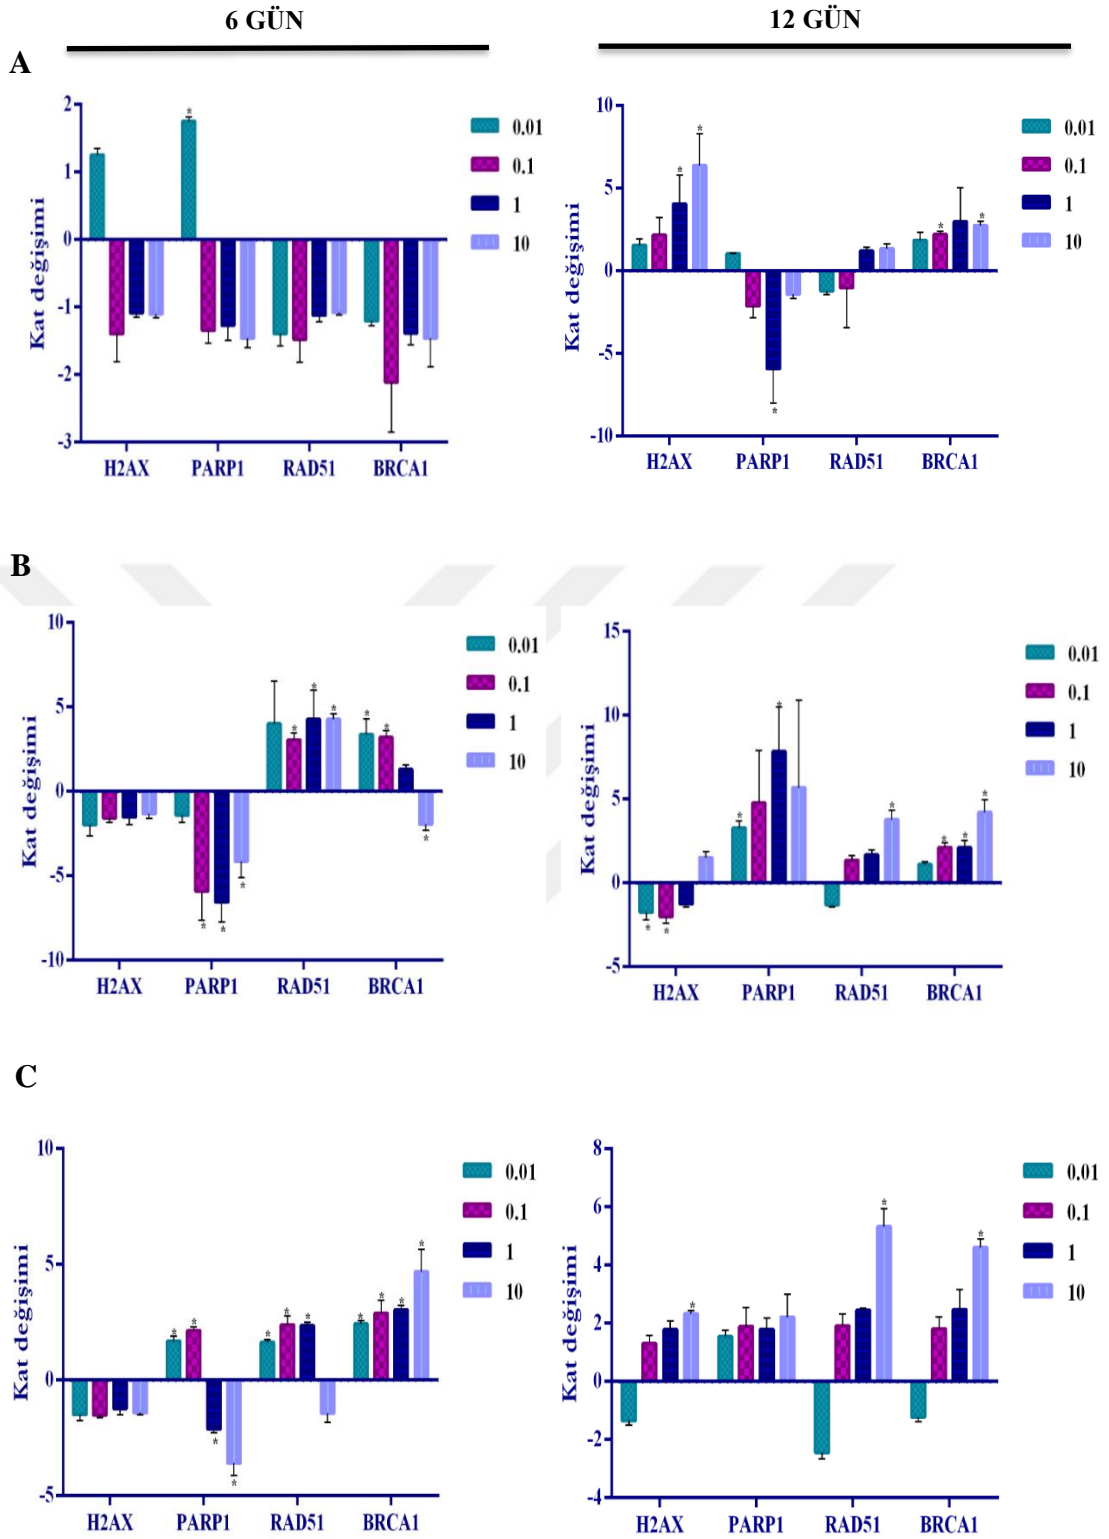 6 GÜN
12 GÜN
A
Kat değişimi
2
1
0
-1
-2
-3
*
H2AX PARP1 RAD51 BRCA1
0.01
0.1
1
10
Kat değişimi
10
5
0
-5
-10
* * * * *
H2AX PARP1 RAD51 BRCA1
0.01
0.1
1
10
B
Kat değişimi
10
5
0
-5
-10
* * * * * * * * *
H2AX PARP1 RAD51 BRCA1
0.01
0.1
1
10
Kat değişimi
15
10
5
0
-5
* * * * * * * *
H2AX PARP1 RAD51 BRCA1
0.01
0.1
1
10
C
Kat değişimi
10
5
0
-5
* * * * * * * * * * *
H2AX PARP1 RAD51 BRCA1
0.01
0.1
1
10
Kat değişimi
8
6
4
2
0
-2
-4
* * *
H2AX PARP1 RAD51 BRCA1
0.01
0.1
1
10